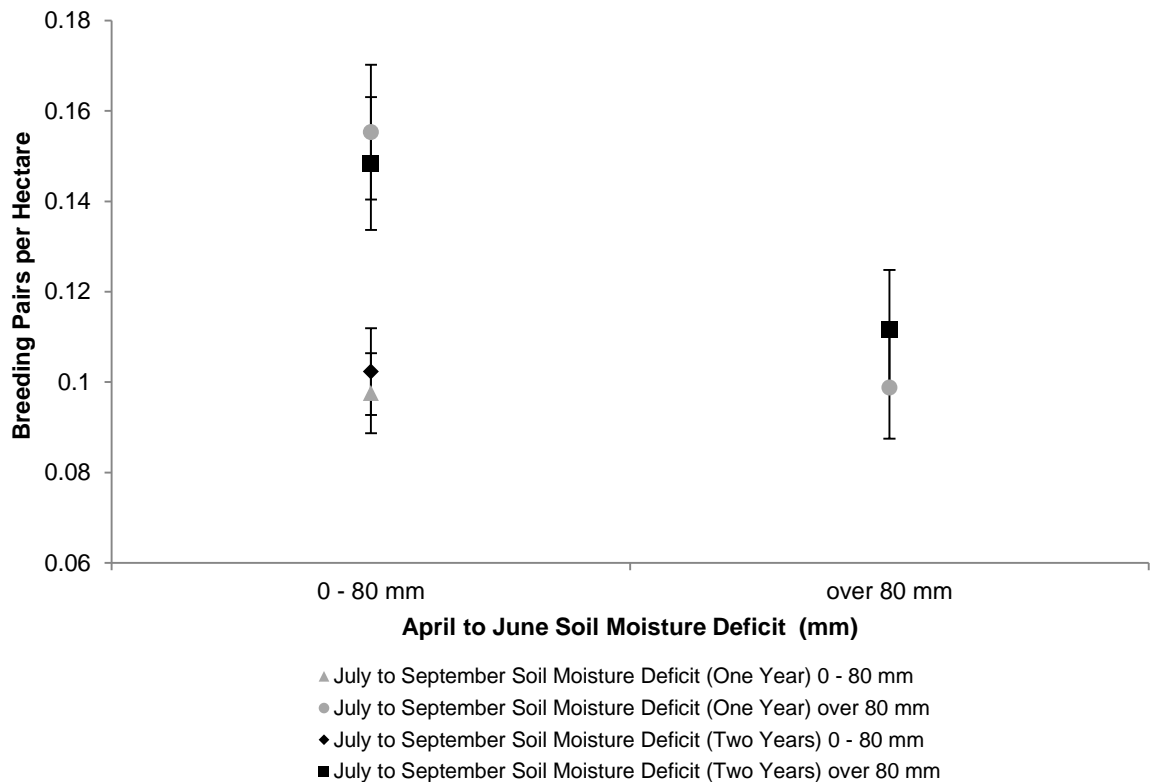 0.18
0.16
0.14
0.12
0.1
0.08
0.06
Breeding Pairs per Hectare
0 - 80 mm
over 80 mm
April to June Soil Moisture Deficit (mm)
July to September Soil Moisture Deficit (One Year) 0 - 80 mm
July to September Soil Moisture Deficit (One Year) over 80 mm
July to September Soil Moisture Deficit (Two Years) 0 - 80 mm
July to September Soil Moisture Deficit (Two Years) over 80 mm